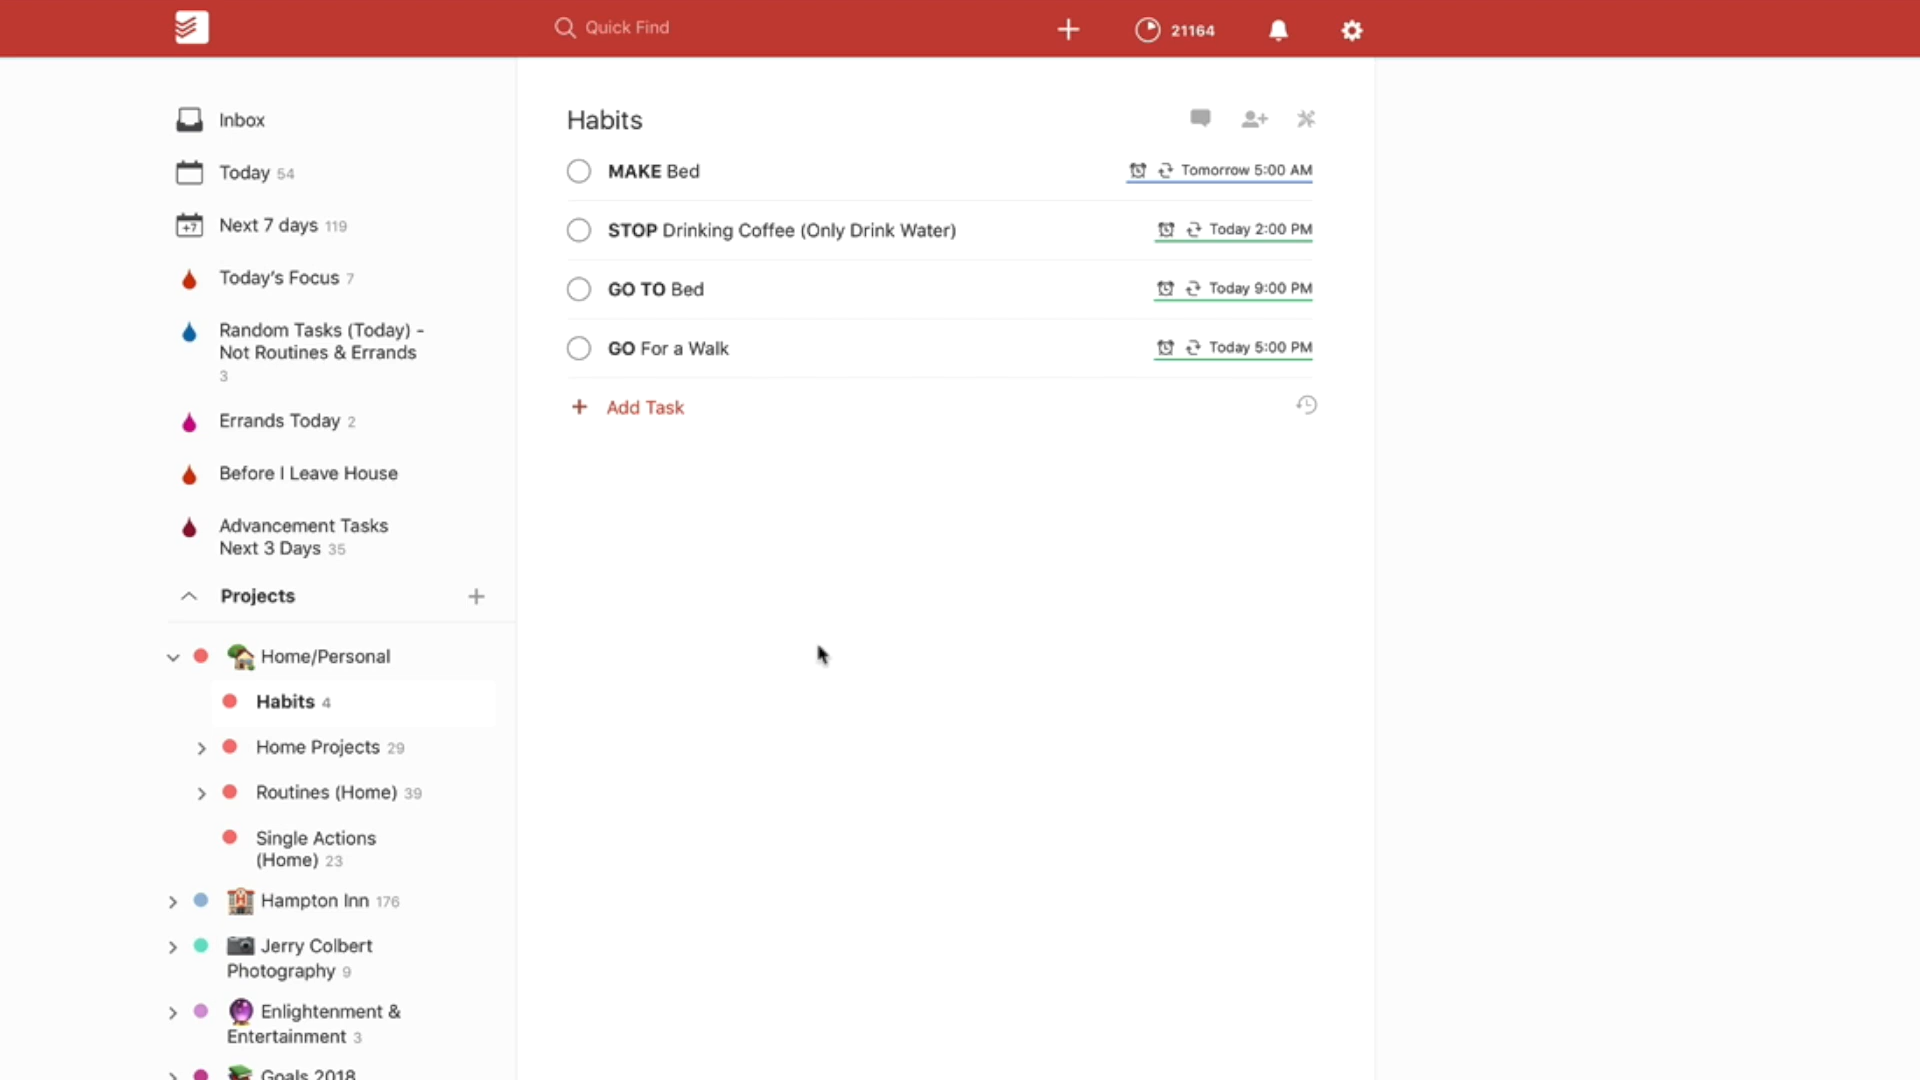 Quick Find
21164
Inbox
Today 54
Next 7 days 119
+7
Today's Focus 7
Random Tasks (Today) -
Not Routines & Errands
3
Errands Today 2
Before I Leave House
Advancement Tasks
Next 3 Days 35
Projects
Home/Personal
Habits 4
Home Projects 29
Routines (Home) 39
Single Actions
(Home) 23
Hampton Inn 176
Jerry Colbert
Photography 9
Enlightenment &
Entertainment 3
Goals 2018
Habits
MAKE Bed
Tomorrow 5:00 AM
STOP Drinking Coffee (Only Drink Water)
Today 2:00 PM
GO TO Bed
Today 9:00 PM
GO For a Walk
Today 5:00 PM
Add Task